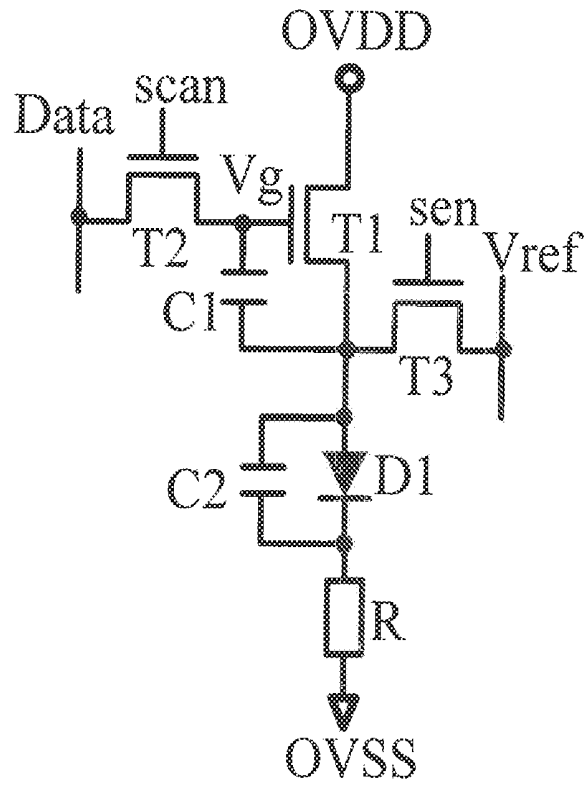 OVDD
scan
Data
Vg
T1
sen
T2
Vref
C1
T3
C2
D1
R
OVSS